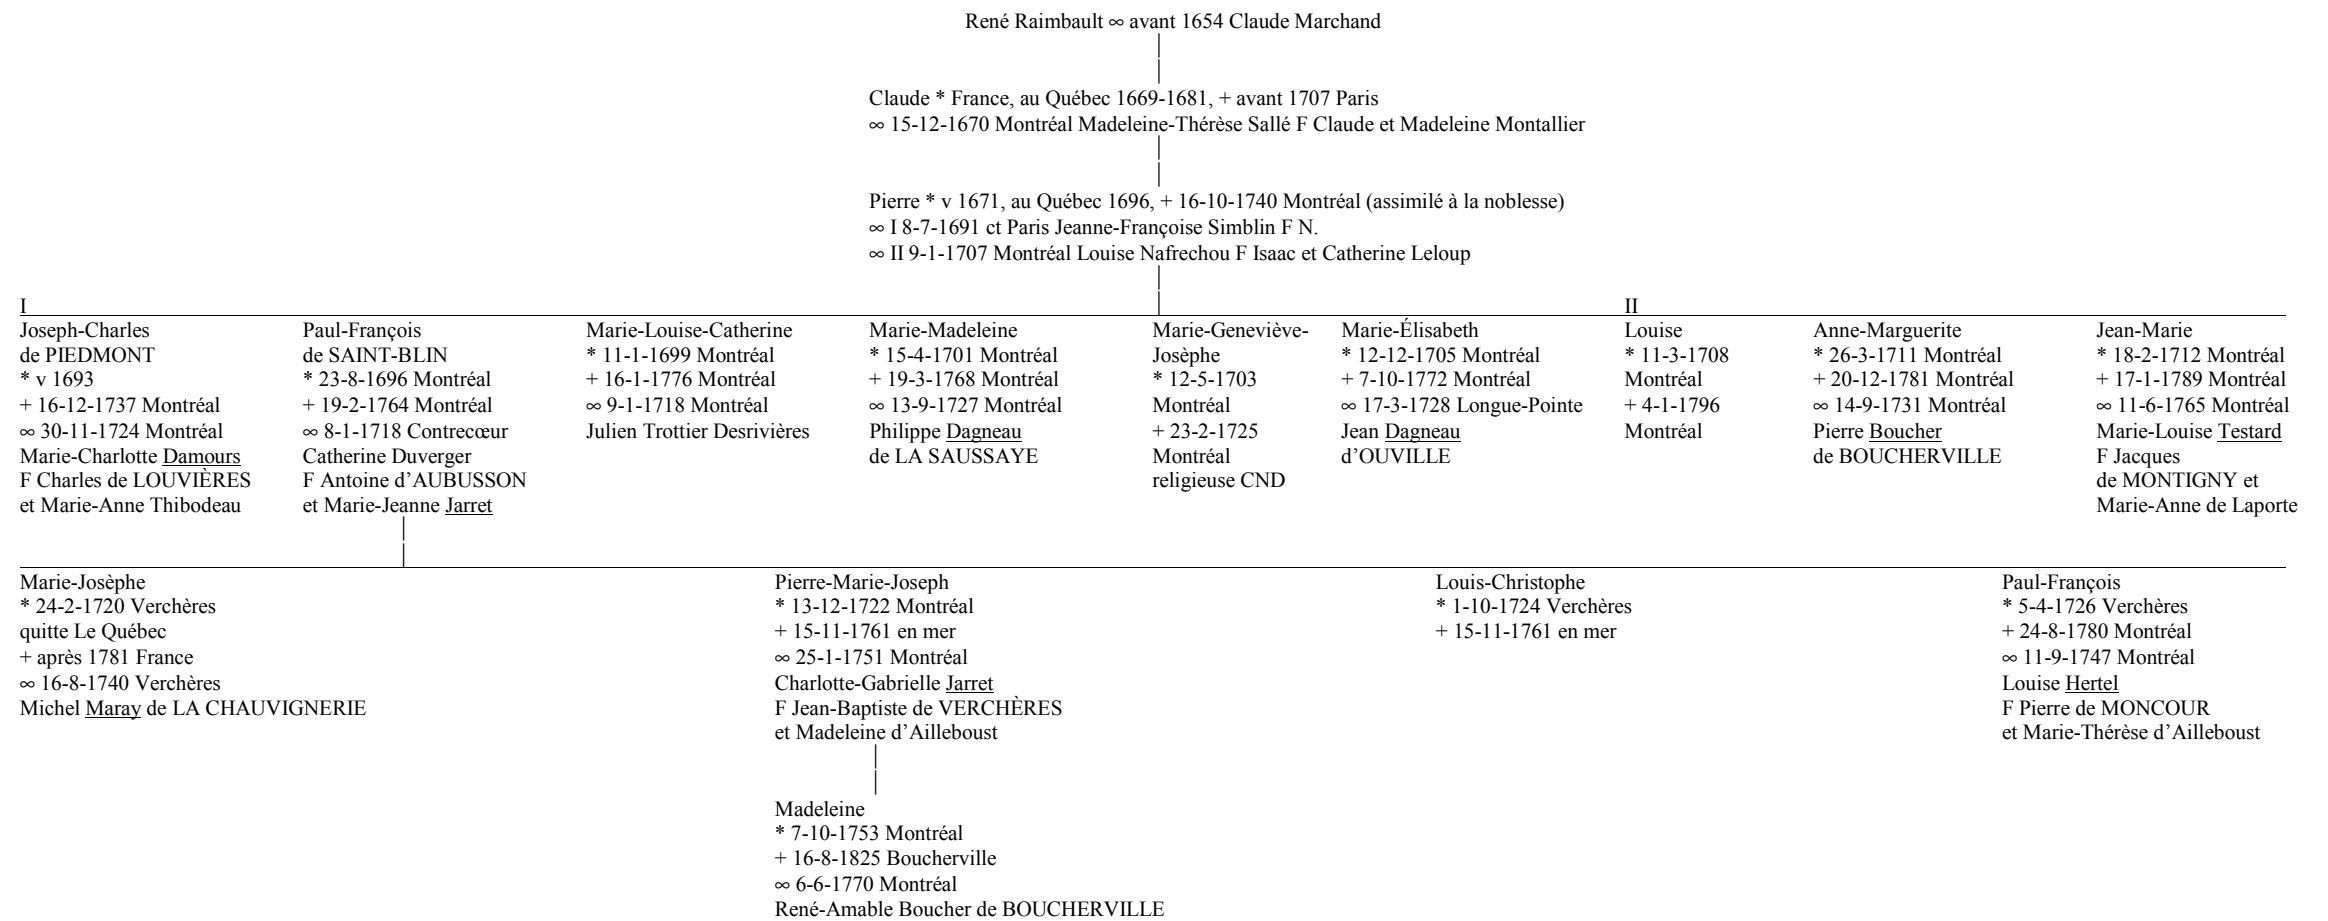 René Raimbault ∞ avant 1654 Claude Marchand
Claude * France, au Québec 1669-1681, + avant 1707 Paris
∞ 15-12-1670 Montréal Madeleine-Thérèse Sallé F Claude et Madeleine Montallier
Pierre * v 1671, au Québec 1696, + 16-10-1740 Montréal (assimilé à la noblesse)
∞ I 8-7-1691 ct Paris Jeanne-Françoise Simblin F N.
∞ II 9-1-1707 Montréal Louise Nafrechou F Isaac et Catherine Leloup
I
Joseph-Charles
de PIEDMONT
* v 1693
+ 16-12-1737 Montréal
∞ 30-11-1724 Montréal
Marie-Charlotte Damours
F Charles de LOUVIÈRES
et Marie-Anne Thibodeau
Paul-François
de SAINT-BLIN
* 23-8-1696 Montréal
+ 19-2-1764 Montréal
∞ 8-1-1718 Contrecœur
Catherine Duverger
F Antoine d'AUBUSSON
et Marie-Jeanne Jarret
Marie-Louise-Catherine
* 11-1-1699 Montréal
+ 16-1-1776 Montréal
∞ 9-1-1718 Montréal
Julien Trottier Desrivières
Marie-Madeleine
* 15-4-1701 Montréal
+ 19-3-1768 Montréal
∞ 13-9-1727 Montréal
Philippe Dagneau
de LA SAUSSAYE
Marie-Geneviève-
Josèphe
* 12-5-1703
Montréal
+ 23-2-1725
Montréal
religieuse CND
Marie-Élisabeth
* 12-12-1705 Montréal
+ 7-10-1772 Montréal
∞ 17-3-1728 Longue-Pointe
Jean Dagneau
d'OUVILLE
II
Louise
* 11-3-1708
Montréal
+ 4-1-1796
Montréal
Anne-Marguerite
* 26-3-1711 Montréal
+ 20-12-1781 Montréal
∞ 14-9-1731 Montréal
Pierre Boucher
de BOUCHERVILLE
Jean-Marie
* 18-2-1712 Montréal
+ 17-1-1789 Montréal
∞ 11-6-1765 Montréal
Marie-Louise Testard
F Jacques
de MONTIGNY et
Marie-Anne de Laporte
Marie-Josèphe
* 24-2-1720 Verchères
quitte Le Québec
+ après 1781 France
∞ 16-8-1740 Verchères
Michel Maray de LA CHAUVIGNERIE
Pierre-Marie-Joseph
* 13-12-1722 Montréal
+ 15-11-1761 en mer
∞ 25-1-1751 Montréal
Charlotte-Gabrielle Jarret
F Jean-Baptiste de VERCHÈRES
et Madeleine d'Ailleboust
Louis-Christophe
* 1-10-1724 Verchères
+ 15-11-1761 en mer
Paul-François
* 5-4-1726 Verchères
+ 24-8-1780 Montréal
∞ 11-9-1747 Montréal
Louise Hertel
F Pierre de MONCOUR
et Marie-Thérèse d'Ailleboust
Madeleine
* 7-10-1753 Montréal
+ 16-8-1825 Boucherville
∞ 6-6-1770 Montréal
René-Amable Boucher de BOUCHERVILLE